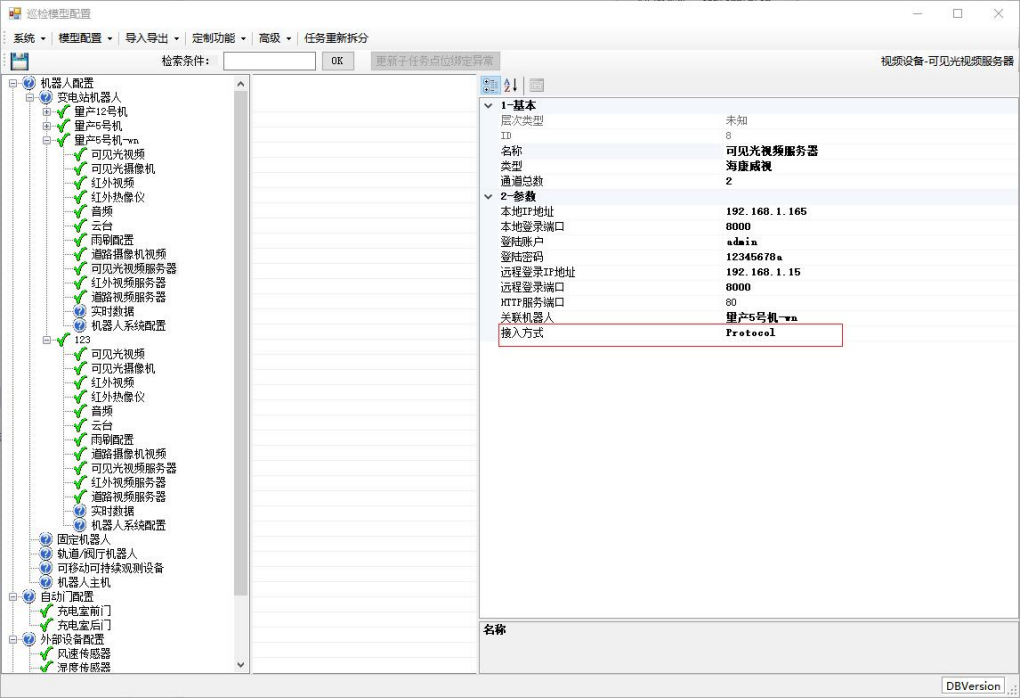 巡检模型配置
系统 模型配置 导入导出 定制功能 高级 任务重新拆分
检索条件: OK 更新子任务点位绑定异常 视频设备-可见光视频服务器
机器人配置
变电站机器人
量产12号机
量产5号机
量产5号机-wn
可见光视频
可见光摄像机
红外视频
红外热像仪
音频
云台
雨刷配置
道路摄像机视频
可见光视频服务器
红外视频服务器
道路视频服务器
实时数据
机器人系统配置
123
可见光视频
可见光摄像机
红外视频
红外热像仪
音频
云台
雨刷配置
道路摄像机视频
可见光视频服务器
红外视频服务器
道路视频服务器
实时数据
机器人系统配置
固定机器人
轨道/阀厅机器人
可移动可持续观测设备
机器人主机
自动门配置
充电室前门
充电室后门
外部设备配置
风速传感器
湿度传感器
1-基本
层次类型 未知
ID 8
名称 可见光视频服务器
类型 海康威视
通道总数 2
2-参数
本地IP地址 192.168.1.165
本地登录端口 8000
登陆账户 admin
登陆密码 12345678a
远程登录IP地址 192.168.1.15
远程登录端口 8000
HTTP服务端口 80
关联机器人 量产5号机-wn
接入方式 Protocol
名称
DBVersion